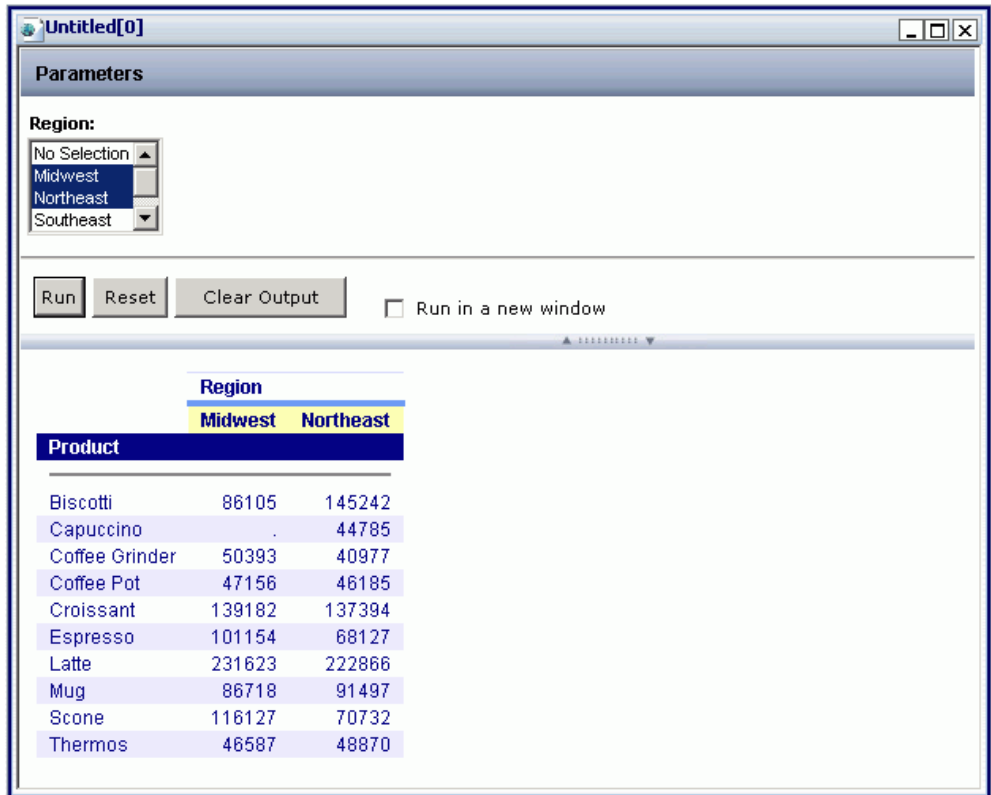 Untitled[0]
Parameters
Region:
No Selection
Midwest
Northeast
Southeast
Run Reset Clear Output Run in a new window
Region
Midwest Northeast
Product
Biscotti 86105 145242
Capuccino . 44785
Coffee Grinder 50393 40977
Coffee Pot 47156 46185
Croissant 139182 137394
Espresso 101154 68127
Latte 231623 222866
Mug 86718 91497
Scone 116127 70732
Thermos 46587 48870